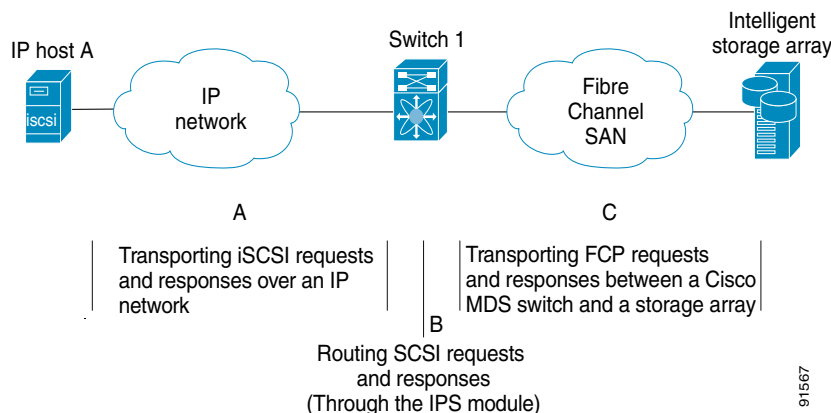 IP host A
iscsi
IP
network
Switch 1
Fibre
Channel
SAN
Intelligent
storage array
A
Transporting iSCSI requests
and responses over an IP
network
C
Transporting FCP requests
and responses between a Cisco
MDS switch and a storage array
B
Routing SCSI requests
and responses
(Through the IPS module)
91567